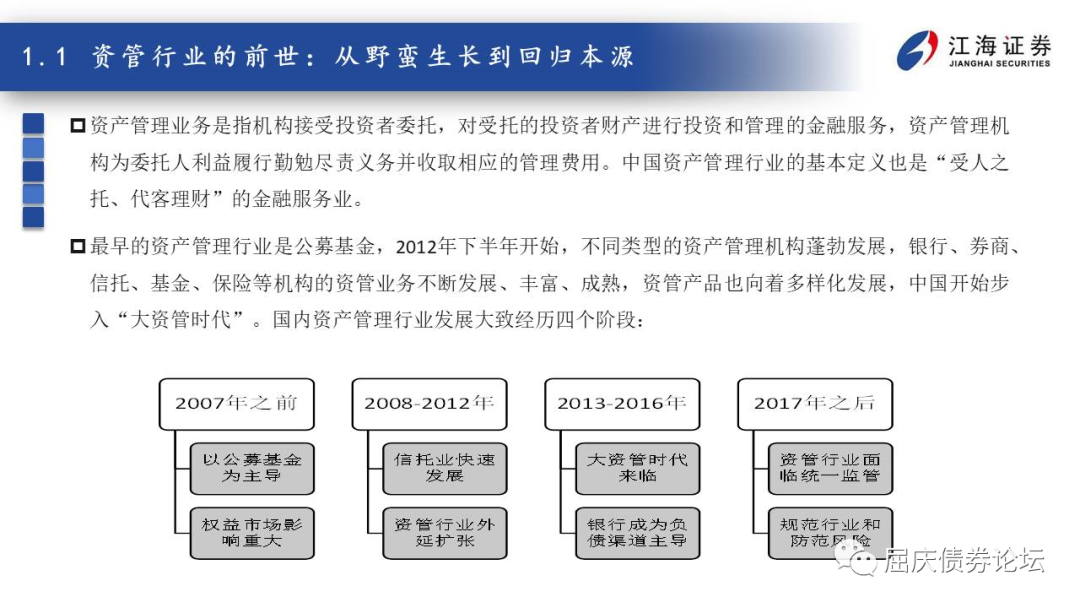 1.1 资管行业的前世：从野蛮生长到回归本源
江海证券
JIANGHAI SECURITIES
资产管理业务是指机构接受投资者委托，对受托的投资者财产进行投资和管理的金融服务，资产管理机
构为委托人利益履行勤勉尽责义务并收取相应的管理费用。中国资产管理行业的基本定义也是“受人之
托、代客理财”的金融服务业。
最早的资产管理行业是公募基金，2012年下半年开始，不同类型的资产管理机构蓬勃发展，银行、券商、
信托、基金、保险等机构的资管业务不断发展、丰富、成熟，资管产品也向着多样化发展，中国开始步
入“大资管时代”。国内资产管理行业发展大致经历四个阶段：
2007年之前
以公募基金
为主导
权益市场影
响重大
2008-2012年
信托业快速
发展
资管行业外
延扩张
2013-2016年
大资管时代
来临
银行成为负
债渠道主导
2017年之后
资管行业面
临统一监管
规范行业和
防范风险
屈庆债券论坛